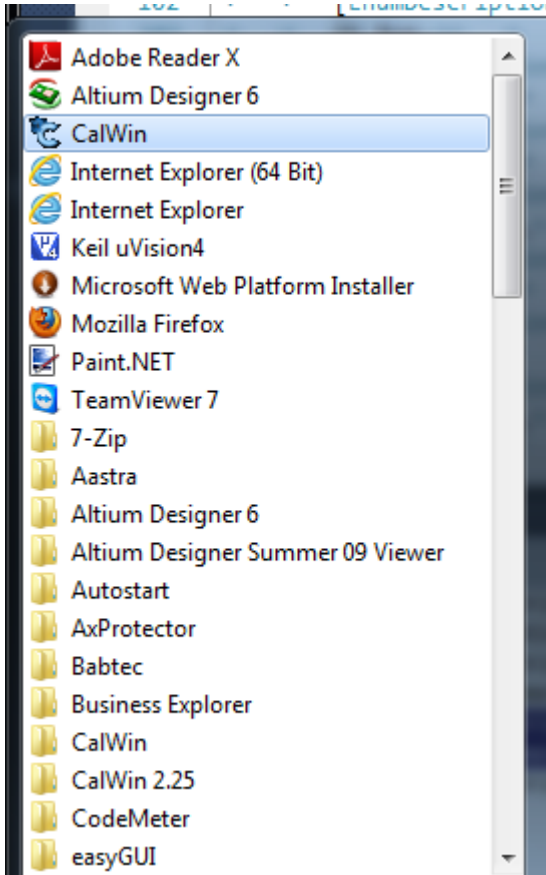 102
[EnumDescriptio
Adobe Reader X
Altium Designer 6
CalWin
Internet Explorer (64 Bit)
Internet Explorer
Keil uVision4
Microsoft Web Platform Installer
Mozilla Firefox
Paint.NET
TeamViewer 7
7-Zip
Aastra
Altium Designer 6
Altium Designer Summer 09 Viewer
Autostart
AxProtector
Babtec
Business Explorer
CalWin
CalWin 2.25
CodeMeter
easyGUI